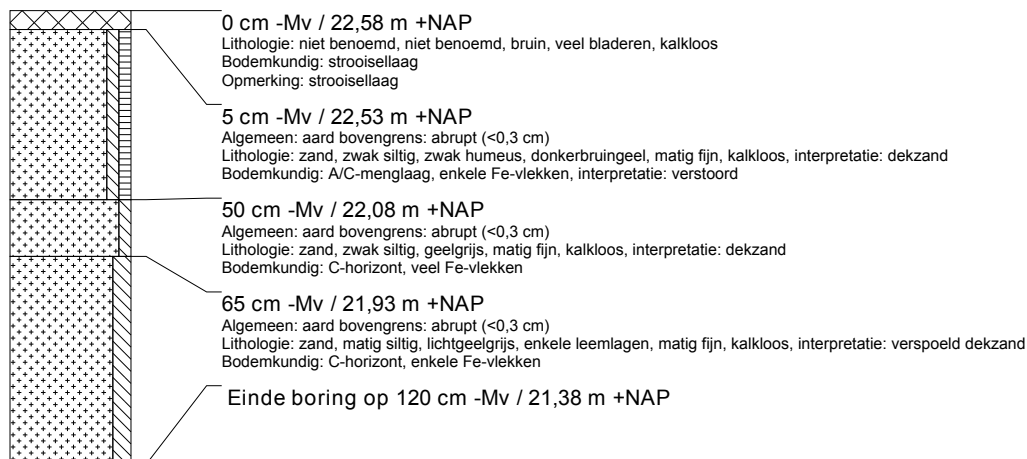 0 cm -Mv / 22,58 m +NAP
Lithologie: niet benoemd, niet benoemd, bruin, veel bladeren, kalkloos
Bodemkundig: strooisellaag
Opmerking: strooisellaag
5 cm -Mv / 22,53 m +NAP
Algemeen: aard bovengrens: abrupt (<0,3 cm)
Lithologie: zand, zwak siltig, zwak humeus, donkerbruingeel, matig fijn, kalkloos, interpretatie: dekzand
Bodemkundig: A/C-menglaag, enkele Fe-vlekken, interpretatie: verstoord
50 cm -Mv / 22,08 m +NAP
Algemeen: aard bovengrens: abrupt (<0,3 cm)
Lithologie: zand, zwak siltig, geelgrijs, matig fijn, kalkloos, interpretatie: dekzand
Bodemkundig: C-horizont, veel Fe-vlekken
65 cm -Mv / 21,93 m +NAP
Algemeen: aard bovengrens: abrupt (<0,3 cm)
Lithologie: zand, matig siltig, lichtgeelgrijs, enkele leemlagen, matig fijn, kalkloos, interpretatie: verspoeld dekzand
Bodemkundig: C-horizont, enkele Fe-vlekken
Einde boring op 120 cm -Mv / 21,38 m +NAP